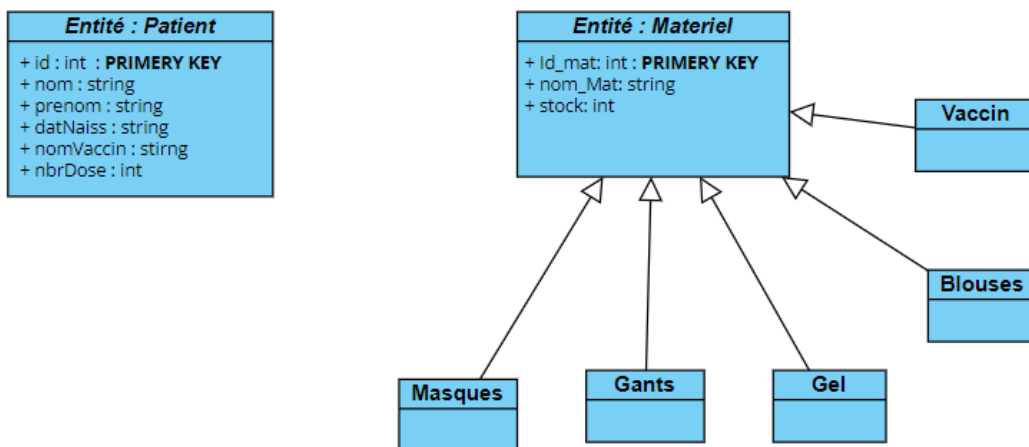 Entité : Patient
+ id : int : PRIMERY KEY
+ nom : string
+ prenom : string
+ datNaiss : string
+ nomVaccin : stirng
+ nbrDose : int
Entité : Materiel
+ Id_mat: int : PRIMERY KEY
+ nom_Mat: string
+ stock: int
Vaccin
Blouses
Masques
Gants
Gel